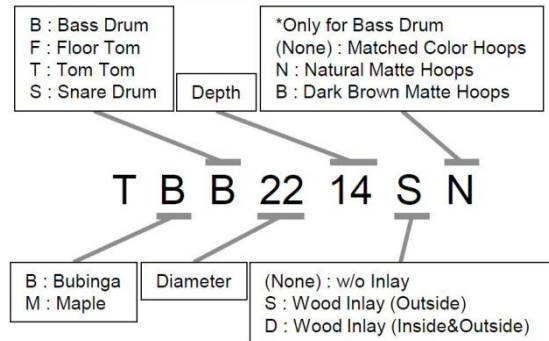 B : Bass Drum
F : Floor Tom
T : Tom Tom
S : Snare Drum
Depth
*Only for Bass Drum
(None) : Matched Color Hoops
N : Natural Matte Hoops
B : Dark Brown Matte Hoops
T B B 22 14 S N
B : Bubinga
M : Maple
Diameter
(None) : w/o Inlay
S : Wood Inlay (Outside)
D : Wood Inlay (Inside&Outside)